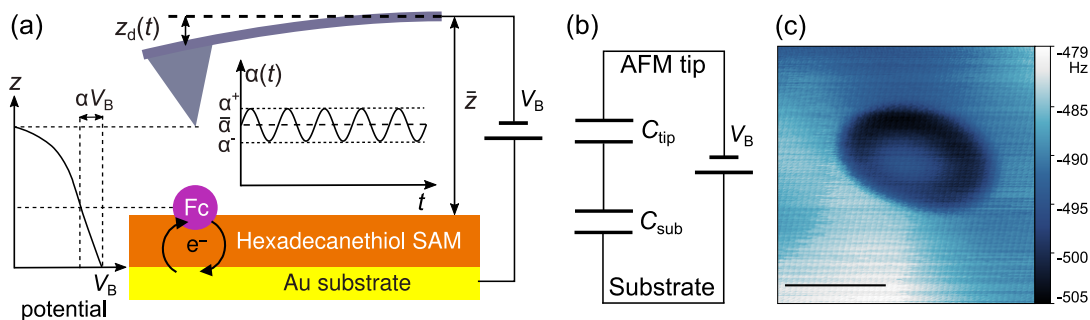 (a)
z_d(t)
z
αV_B
V_B
potential
α(t)
α⁺
ᾱ
α⁻
t
z̄
V_B
Fc
e⁻
Hexadecanethiol SAM
Au substrate
(b)
AFM tip
C_tip
V_B
C_sub
Substrate
(c)
-479
Hz
-485
-490
-495
-500
-505